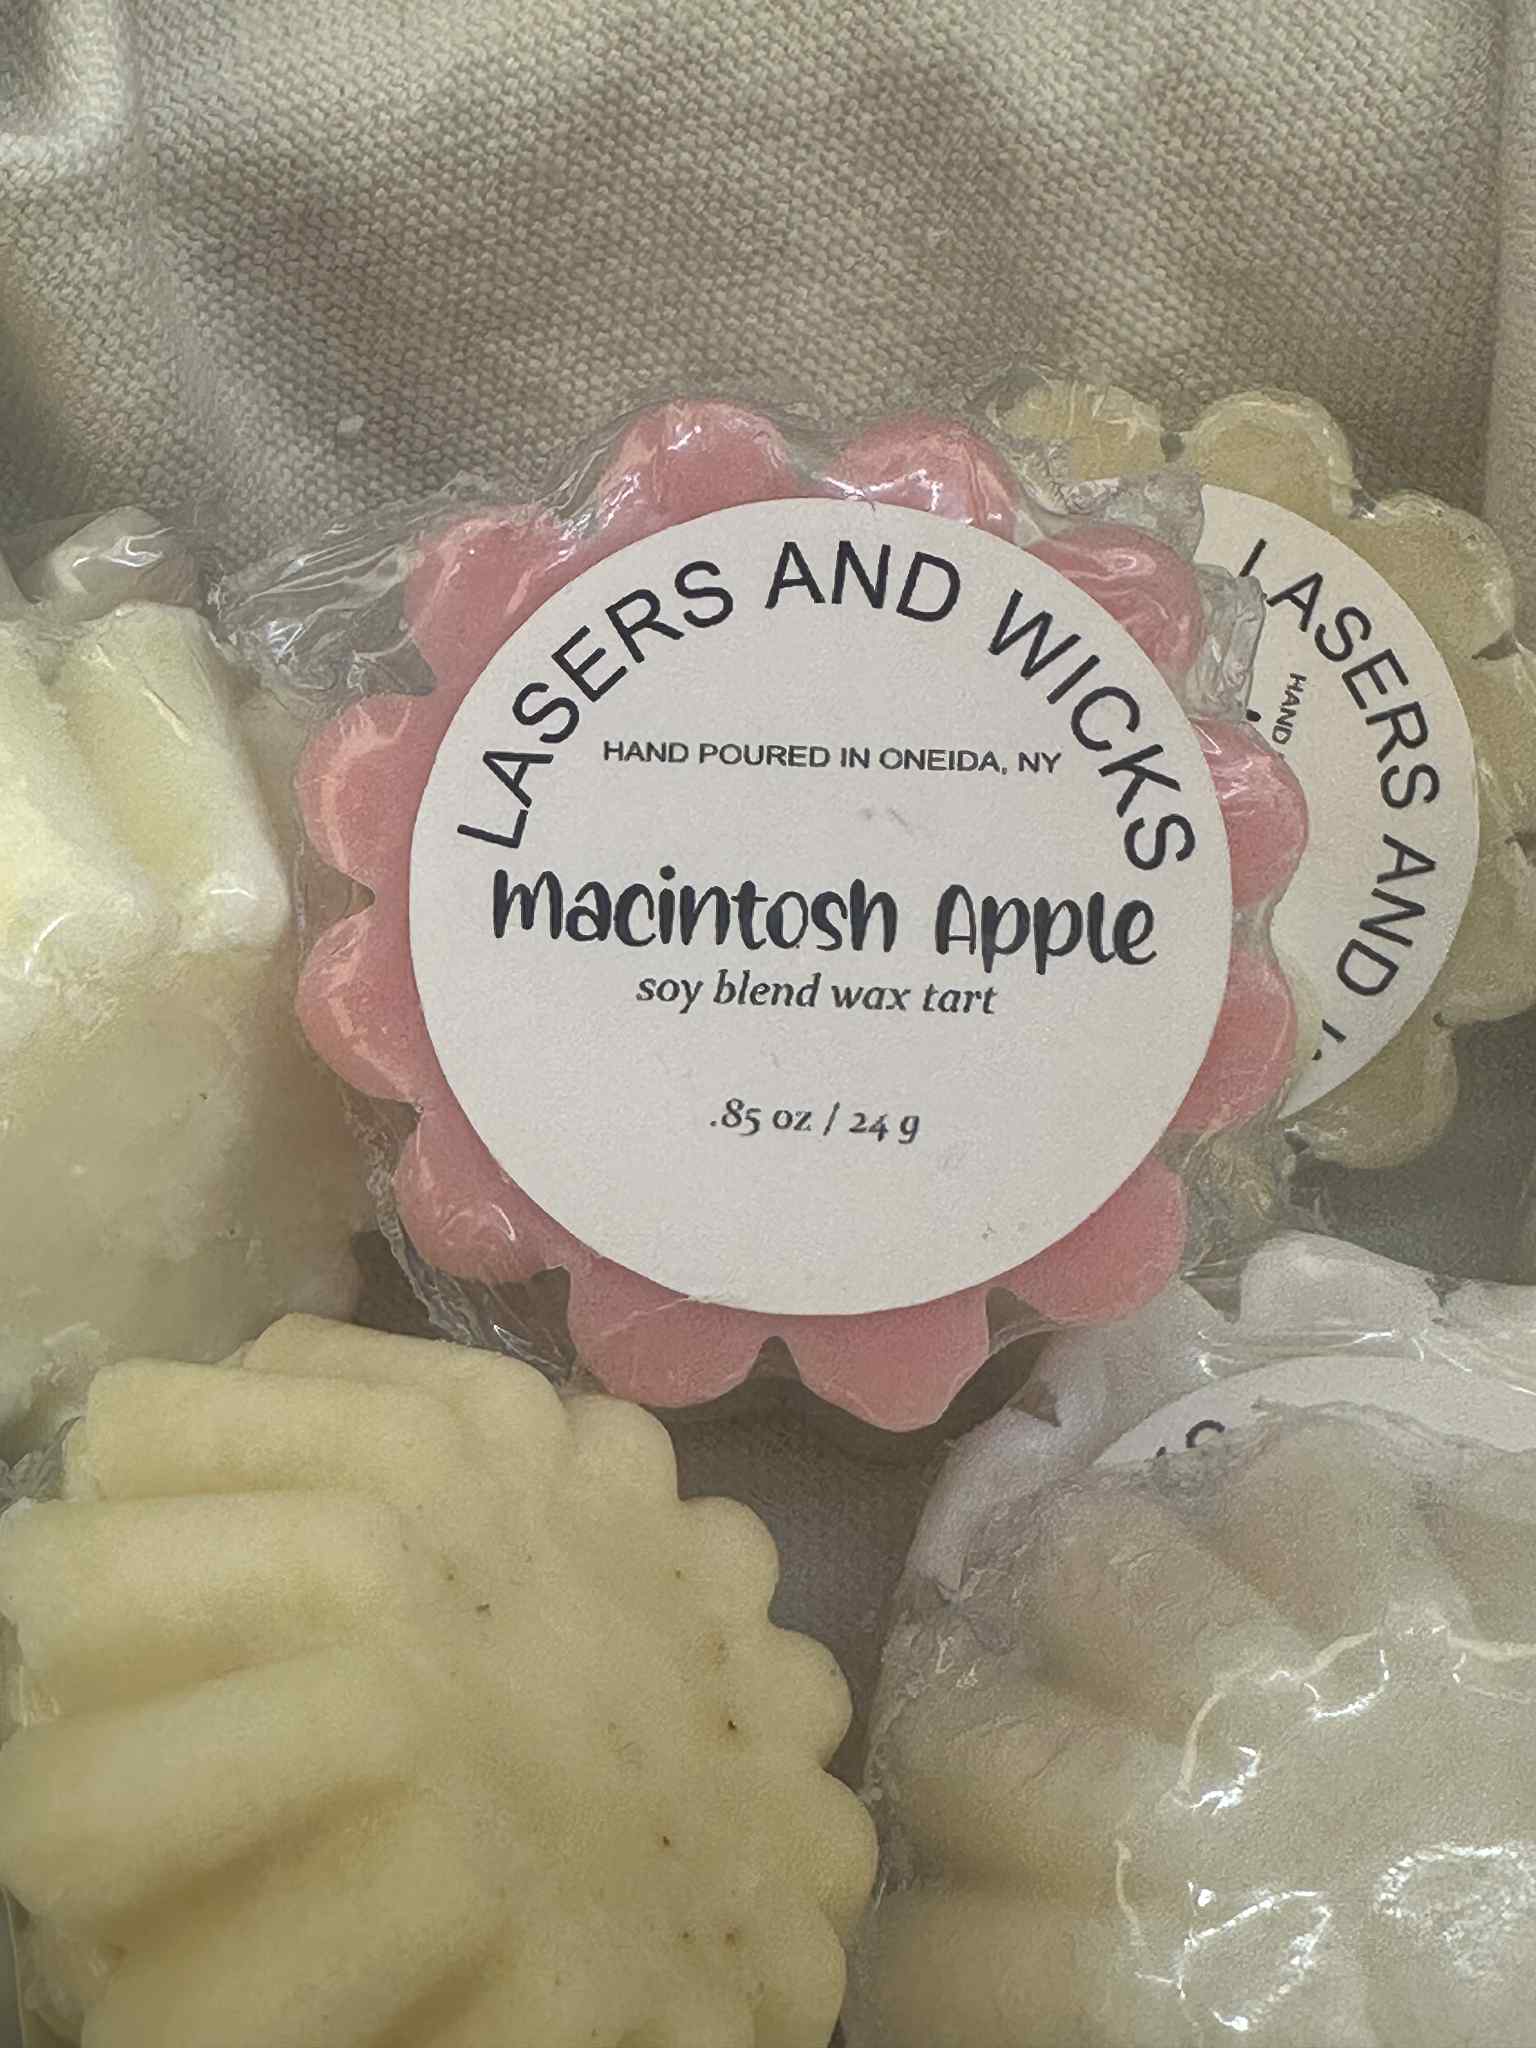 LASERS AND WICKS
HAND POURED IN ONEIDA, NY
Macintosh Apple
soy blend wax tart
.85 oz / 24 g
LASERS AND
HAND